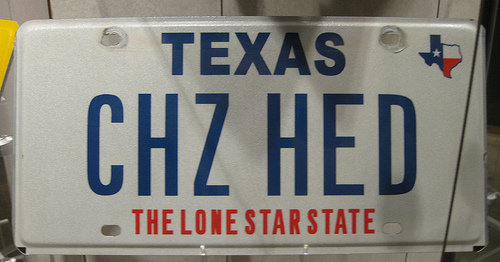 TEXAS
CHZ HED
THE LONE STAR STATE